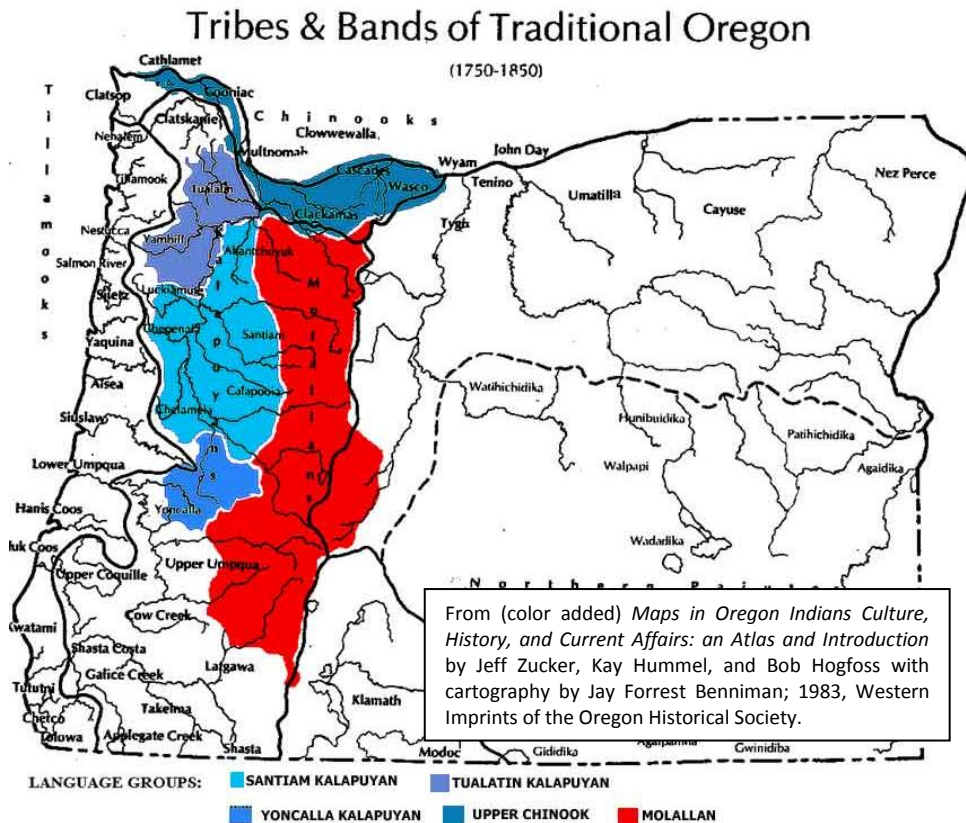 Tribes & Bands of Traditional Oregon
(1750-1850)
Cathlamet
Clatsop
Cooniac
Clatskanie
Chinooks
Clowwewalla
Nehalem
Multnomah
Tillamooks
Cascades
Wyam
John Day
Nez Perce
Tillamook
Tualatin
Wasco
Tenino
Umatilla
Cayuse
Clackamas
Nestucca
Yamhill
Ahantchuyuk
Tygh
Salmon River
Luckiamute
Siletz
Kalapuyans
Molallans
Chepenafa
Santiam
Yaquina
Alsea
Calapooia
Watihichidika
Chelamela
Hunibuidika
Siuslaw
Patihichidika
Lower Umpqua
Walpapi
Agaidika
Yoncalla
Hanis Coos
Wadadika
Coos
Upper Umpqua
Upper Coquille
Northern
Cow Creek
Kwatami
Shasta Costa
Latgawa
Galice Creek
Tututni
Takelma
Klamath
Chetco
Tolowa
Applegate Creek
Shasta
Modoc
Gididika
Gwinidiba
From (color added) Maps in Oregon Indians Culture,
History, and Current Affairs: an Atlas and Introduction
by Jeff Zucker, Kay Hummel, and Bob Hogfoss with
cartography by Jay Forrest Benniman; 1983, Western
Imprints of the Oregon Historical Society.
LANGUAGE GROUPS:
SANTIAM KALAPUYAN
TUALATIN KALAPUYAN
YONCALLA KALAPUYAN
UPPER CHINOOK
MOLALLAN